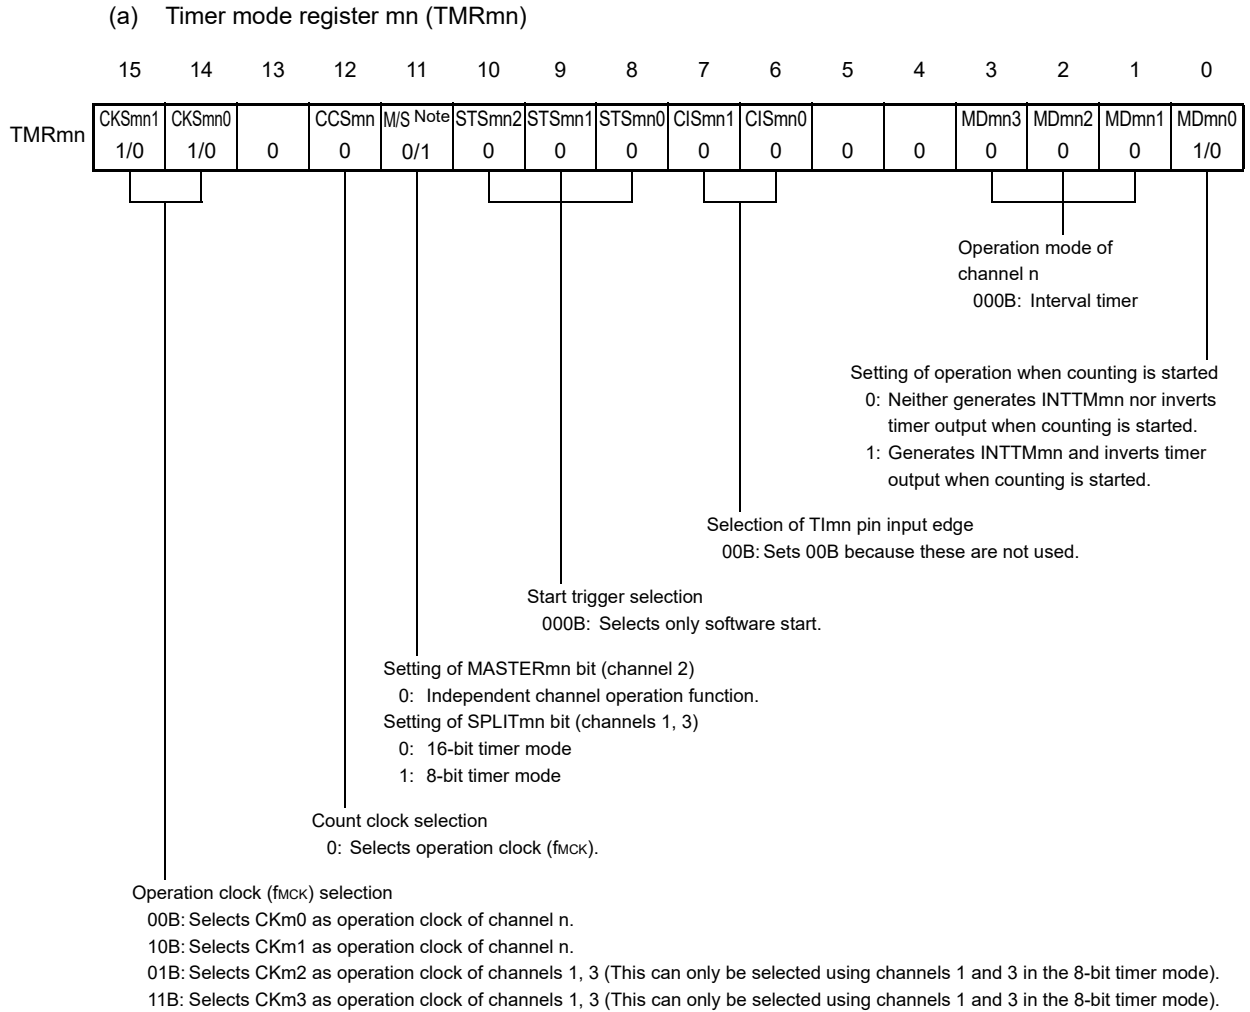 (a) Timer mode register mn (TMRmn)
15 14 13 12 11 10 9 8 7 6 5 4 3 2 1 0
TMRmn
CKSmn1 CKSmn0 CCSmn M/S Note STSmn2 STSmn1 STSmn0 CISmn1 CISmn0 MDmn3 MDmn2 MDmn1 MDmn0
1/0 1/0 0 0 0/1 0 0 0 0 0 0 0 0 0 0 1/0
Operation mode of
channel n
000B: Interval timer
Setting of operation when counting is started
0: Neither generates INTTMmn nor inverts
timer output when counting is started.
1: Generates INTTMmn and inverts timer
output when counting is started.
Selection of TImn pin input edge
00B: Sets 00B because these are not used.
Start trigger selection
000B: Selects only software start.
Setting of MASTERmn bit (channel 2)
0: Independent channel operation function.
Setting of SPLITmn bit (channels 1, 3)
0: 16-bit timer mode
1: 8-bit timer mode
Count clock selection
0: Selects operation clock (fMCK).
Operation clock (fMCK) selection
00B: Selects CKm0 as operation clock of channel n.
10B: Selects CKm1 as operation clock of channel n.
01B: Selects CKm2 as operation clock of channels 1, 3 (This can only be selected using channels 1 and 3 in the 8-bit timer mode).
11B: Selects CKm3 as operation clock of channels 1, 3 (This can only be selected using channels 1 and 3 in the 8-bit timer mode).